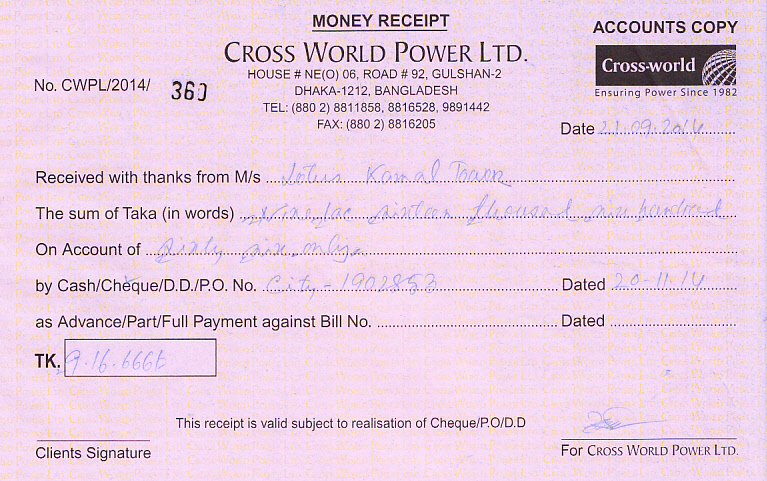 MONEY RECEIPT
ACCOUNTS COPY
CROSS WORLD POWER LTD.
Cross-world
Ensuring Power Since 1982
HOUSE # NE(O) 06, ROAD # 92, GULSHAN-2
DHAKA-1212, BANGLADESH
TEL: (880 2) 8811858, 8816528, 9891442
FAX: (880 2) 8816205
No. CWPL/2014/ 360
Date 21.09.2014
Received with thanks from M/s Lotus Kamal Tower
The sum of Taka (in words) Nine lac sixteen thousand six hundred
On Account of sixty six only.
by Cash/Cheque/D.D./P.O. No. City - 1902853 Dated 20-11-14
as Advance/Part/Full Payment against Bill No. Dated
TK. 9.16.666/=
This receipt is valid subject to realisation of Cheque/P.O/D.D
Clients Signature
For CROSS WORLD POWER LTD.